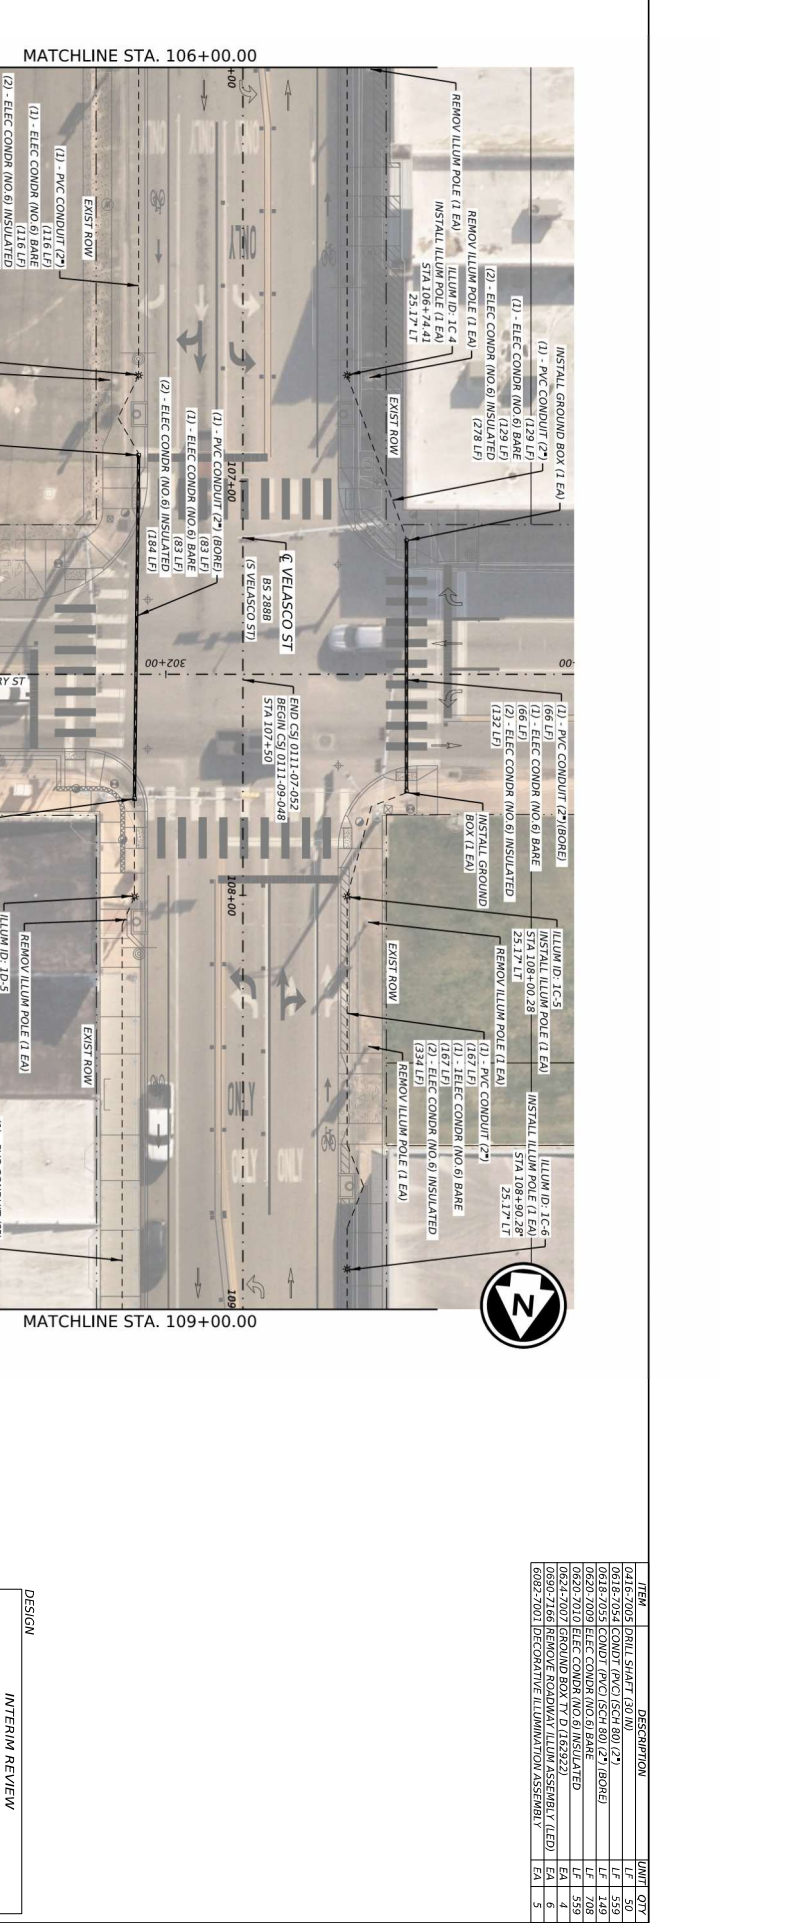 MATCHLINE STA. 106+00.00
+00
REMOV ILLUM POLE (1 EA)
REMOV ILLUM POLE (1 EA)
ILLUM ID: 1C 4
INSTALL ILLUM POLE (1 EA)
STA 106+74.41
25.17' LT
INSTALL GROUND BOX (1 EA)
(1) - PVC CONDUIT (2")
(129 LF)
(1) - ELEC CONDR (NO.6) BARE
(129 LF)
(2) - ELEC CONDR (NO.6) INSULATED
(278 LF)
EXIST ROW
EXIST ROW
(1) - PVC CONDUIT (2")
(116 LF)
(1) - ELEC CONDR (NO.6) BARE
(116 LF)
(2) - ELEC CONDR (NO.6) INSULATED
ONLY
107+00
(1) - PVC CONDUIT (2") (BORE)
(83 LF)
(1) - ELEC CONDR (NO.6) BARE
(83 LF)
(2) - ELEC CONDR (NO.6) INSULATED
(184 LF)
℄ VELASCO ST
BS 288B
(S VELASCO ST)
302+00
00
RY ST
END CSJ 0111-07-052
BEGIN CSJ 0111-09-048
STA 107+50
(1) - PVC CONDUIT (2")(BORE)
(66 LF)
(1) - ELEC CONDR (NO.6) BARE
(66 LF)
(2) - ELEC CONDR (NO.6) INSULATED
(132 LF)
INSTALL GROUND
BOX (1 EA)
108+00
ILLUM ID: 1C-5
INSTALL ILLUM POLE (1 EA)
STA 108+00.28
25.17' LT
REMOV ILLUM POLE (1 EA)
EXIST ROW
(1) - PVC CONDUIT (2")
(167 LF)
(1) - 1ELEC CONDR (NO.6) BARE
(167 LF)
(2) - ELEC CONDR (NO.6) INSULATED
(334 LF)
REMOV ILLUM POLE (1 EA)
ILLUM ID: 1C-6
INSTALL ILLUM POLE (1 EA)
STA 108+90.28"
25.17' LT
ILLUM ID: 1D-5
REMOV ILLUM POLE (1 EA)
EXIST ROW
ONLY
ONLY
ONLY
109
N
MATCHLINE STA. 109+00.00
ITEM DESCRIPTION UNIT QTY
0416-7005 DRILL SHAFT (30 IN) LF 50
0618-7054 CONDT (PVC) (SCH 80) (2") LF 559
0618-7055 CONDT (PVC) (SCH 80) (2") (BORE) LF 149
0620-7009 ELEC CONDR (NO.6) BARE LF 708
0620-7010 ELEC CONDR (NO.6) INSULATED LF 559
0624-7007 GROUND BOX TY D (162922) EA 4
0690-7166 REMOVE ROADWAY ILLUM ASSEMBLY (LED) EA 6
6082-7001 DECORATIVE ILLUMINATION ASSEMBLY EA 5
DESIGN
INTERIM REVIEW